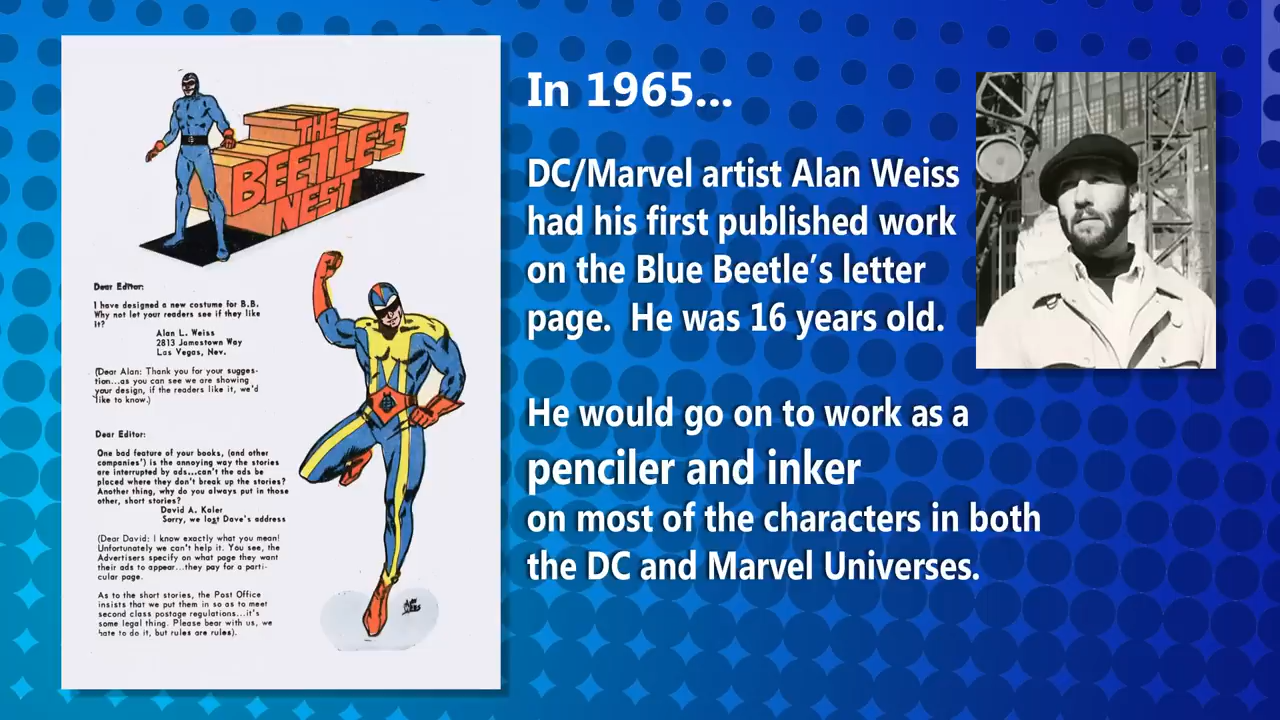 THE
BEETLE'S
NEST
Dear Editor:
I have designed a new costume for B.B.
Why not let your readers see if they like
it?
Alan L. Weiss
2813 Jamestown Way
Las Vegas, Nev.
(Dear Alan: Thank you for your sugges-
tion...as you can see we are showing
your design, if the readers like it, we'd
like to know.)
Dear Editor:
One bad feature of your books, (and other
companies') is the annoying way the stories
are interrupted by ads...can't the ads be
placed where they don't break up the stories?
Another thing, why do you always put in those
other, short stories?
David A. Kaler
Sorry, we lost Dave's address
(Dear David: I know exactly what you mean!
Unfortunately we can't help it. You see, the
Advertisers specify on what page they want
their ads to appear...they pay for a parti-
cular page.
As to the short stories, the Post Office
insists that we put them in so as to meet
second class postage regulations...it's
some legal thing. Please bear with us, we
hate to do it, but rules are rules).
In 1965...
DC/Marvel artist Alan Weiss
had his first published work
on the Blue Beetle's letter
page. He was 16 years old.
He would go on to work as a
penciler and inker
on most of the characters in both
the DC and Marvel Universes.